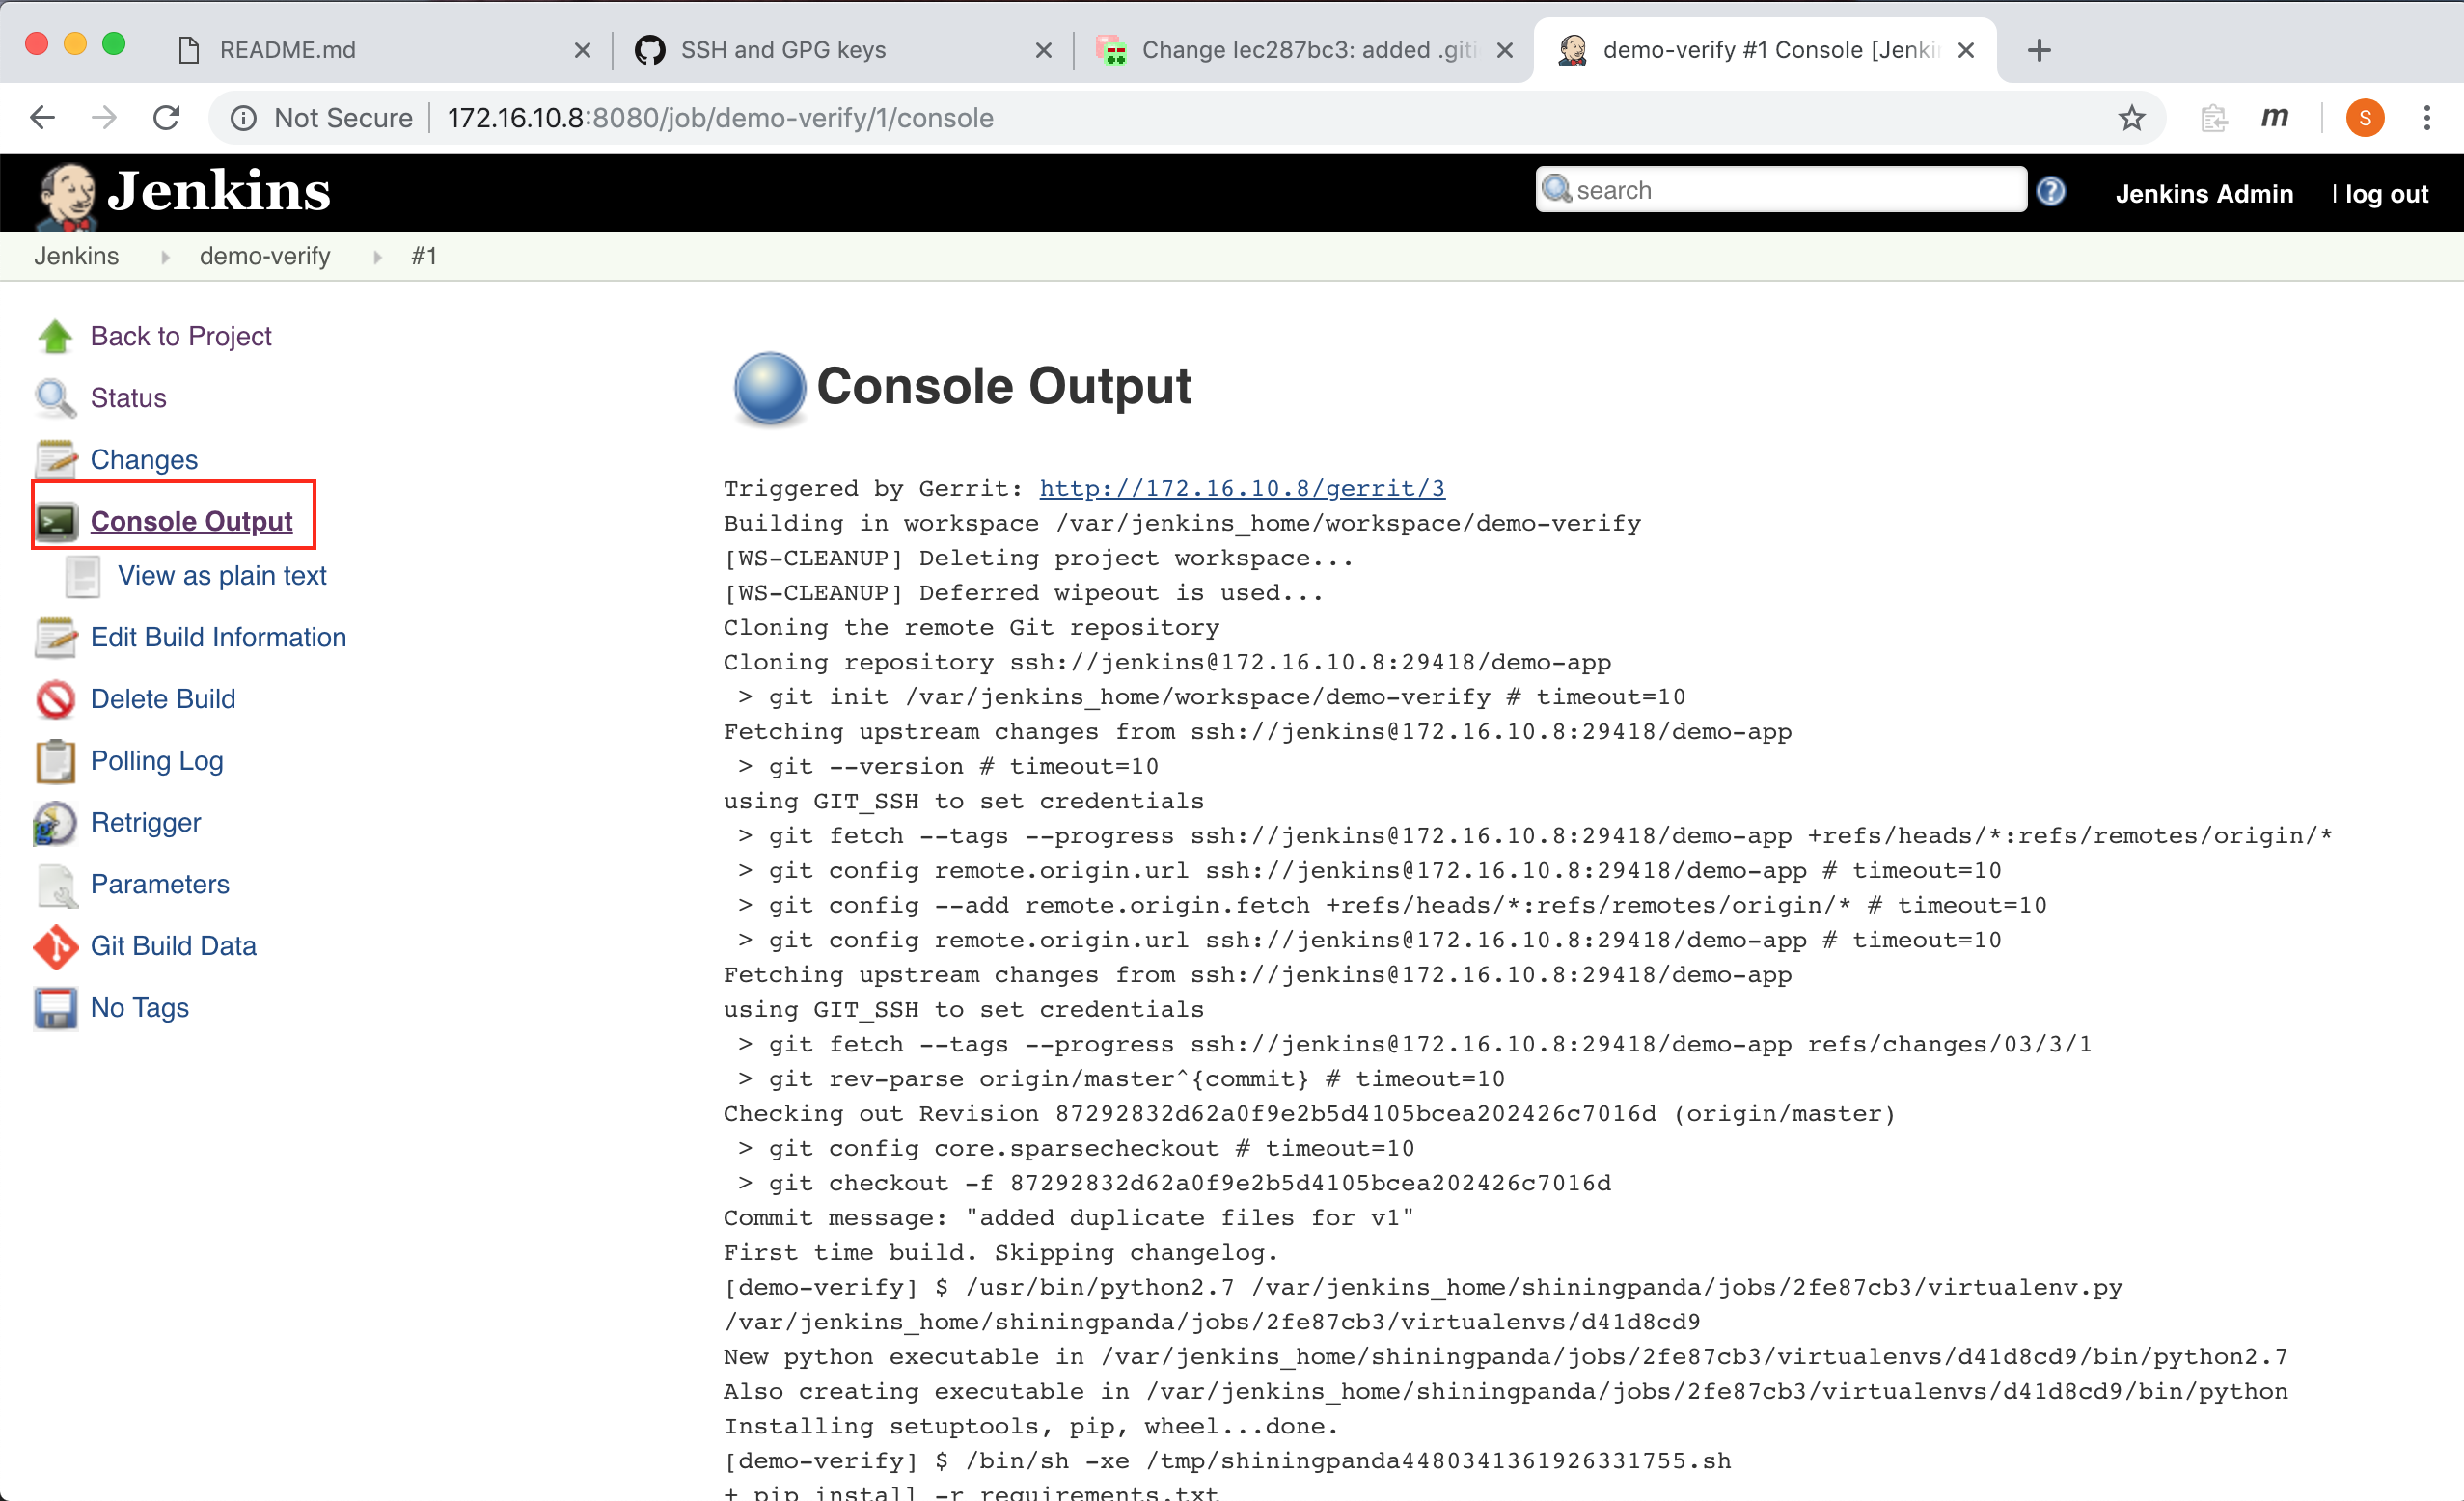 README.md
SSH and GPG keys
Change Iec287bc3: added .giti
demo-verify #1 Console [Jenki
Not Secure
172.16.10.8:8080/job/demo-verify/1/console
m
S
Jenkins
search
?
Jenkins Admin
| log out
Jenkins
demo-verify
#1
Back to Project
Status
Changes
Console Output
View as plain text
Edit Build Information
Delete Build
Polling Log
Retrigger
Parameters
Git Build Data
No Tags
Console Output
Triggered by Gerrit: http://172.16.10.8/gerrit/3
Building in workspace /var/jenkins_home/workspace/demo-verify
[WS-CLEANUP] Deleting project workspace...
[WS-CLEANUP] Deferred wipeout is used...
Cloning the remote Git repository
Cloning repository ssh://jenkins@172.16.10.8:29418/demo-app
 > git init /var/jenkins_home/workspace/demo-verify # timeout=10
Fetching upstream changes from ssh://jenkins@172.16.10.8:29418/demo-app
 > git --version # timeout=10
using GIT_SSH to set credentials
 > git fetch --tags --progress ssh://jenkins@172.16.10.8:29418/demo-app +refs/heads/*:refs/remotes/origin/*
 > git config remote.origin.url ssh://jenkins@172.16.10.8:29418/demo-app # timeout=10
 > git config --add remote.origin.fetch +refs/heads/*:refs/remotes/origin/* # timeout=10
 > git config remote.origin.url ssh://jenkins@172.16.10.8:29418/demo-app # timeout=10
Fetching upstream changes from ssh://jenkins@172.16.10.8:29418/demo-app
using GIT_SSH to set credentials
 > git fetch --tags --progress ssh://jenkins@172.16.10.8:29418/demo-app refs/changes/03/3/1
 > git rev-parse origin/master^{commit} # timeout=10
Checking out Revision 87292832d62a0f9e2b5d4105bcea202426c7016d (origin/master)
 > git config core.sparsecheckout # timeout=10
 > git checkout -f 87292832d62a0f9e2b5d4105bcea202426c7016d
Commit message: "added duplicate files for v1"
First time build. Skipping changelog.
[demo-verify] $ /usr/bin/python2.7 /var/jenkins_home/shiningpanda/jobs/2fe87cb3/virtualenv.py
/var/jenkins_home/shiningpanda/jobs/2fe87cb3/virtualenvs/d41d8cd9
New python executable in /var/jenkins_home/shiningpanda/jobs/2fe87cb3/virtualenvs/d41d8cd9/bin/python2.7
Also creating executable in /var/jenkins_home/shiningpanda/jobs/2fe87cb3/virtualenvs/d41d8cd9/bin/python
Installing setuptools, pip, wheel...done.
[demo-verify] $ /bin/sh -xe /tmp/shiningpanda4480341361926331755.sh
+ pip install -r requirements.txt